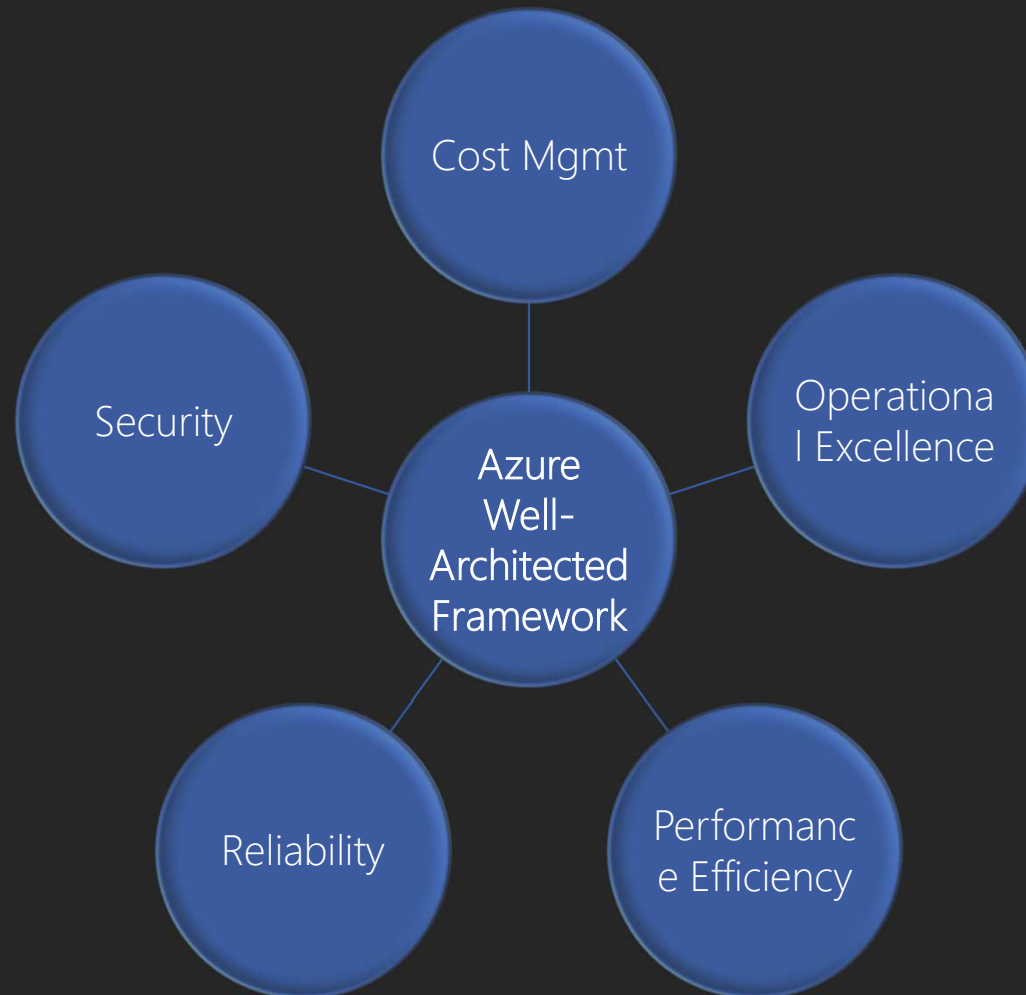 Cost Mgmt
Security
Operationa
l Excellence
Azure
Well-
Architected
Framework
Reliability
Performanc
e Efficiency